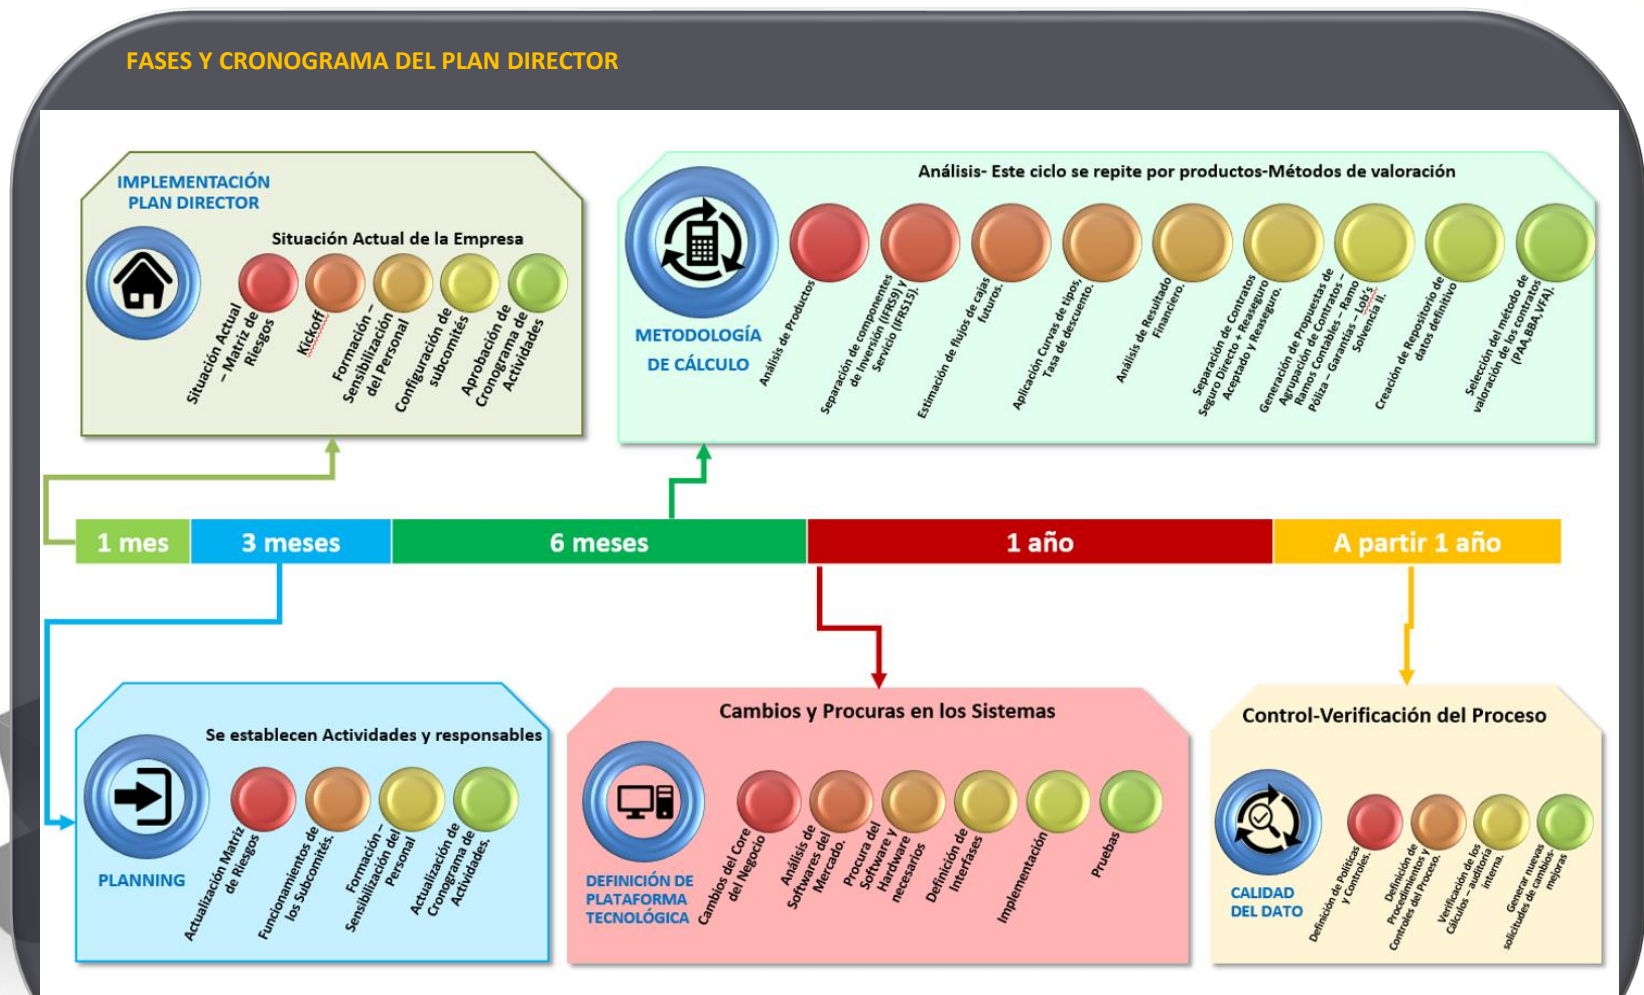 FASES Y CRONOGRAMA DEL PLAN DIRECTOR
IMPLEMENTACIÓN
PLAN DIRECTOR
Situación Actual de la Empresa
Situación Actual
– Matriz de
Riesgos
Kickoff
Formación –
Sensibilización
del Personal
Configuración de
subcomités
Aprobación de
Cronograma de
Actividades
METODOLOGÍA
DE CÁLCULO
Análisis- Este ciclo se repite por productos-Métodos de valoración
Análisis de Productos
Separación de componentes
de Inversión (IFRS9) y
Servicio (IFRS15).
Estimación de flujos de cajas
futuros.
Aplicación Curvas de tipos,
Tasa de descuento.
Análisis de Resultado
Financiero.
Separación de Contratos
Seguro Directo + Reaseguro
Aceptado y Reaseguro.
Generación de Propuestas de
Agrupación de Contratos –
Ramos Contables – Ramo
Póliza – Garantías – Lob's
Solvencia II.
Creación de Repositorio de
datos definitivo
Selección del método de
valoración de los contratos
(PAA,BBA,VFA).
1 mes
3 meses
6 meses
1 año
A partir 1 año
PLANNING
Se establecen Actividades y responsables
Actualización Matriz
de Riesgos
Funcionamientos de
los Subcomités.
Formación –
Sensibilización del
Personal
Actualización de
Cronograma de
Actividades.
DEFINICIÓN DE
PLATAFORMA
TECNOLÓGICA
Cambios y Procuras en los Sistemas
Cambios del Core
del Negocio
Análisis de
Softwares del
Mercado.
Procura del
Software y
Hardware
necesarios
Definición de
Interfases
Implementación
Pruebas
CALIDAD
DEL DATO
Control-Verificación del Proceso
Definición de Políticas
y Controles.
Definición de
Procedimientos y
Controles del Proceso.
Verificación de los
Cálculos – auditoría
interna.
Generar nuevas
solicitudes de cambios-
mejoras